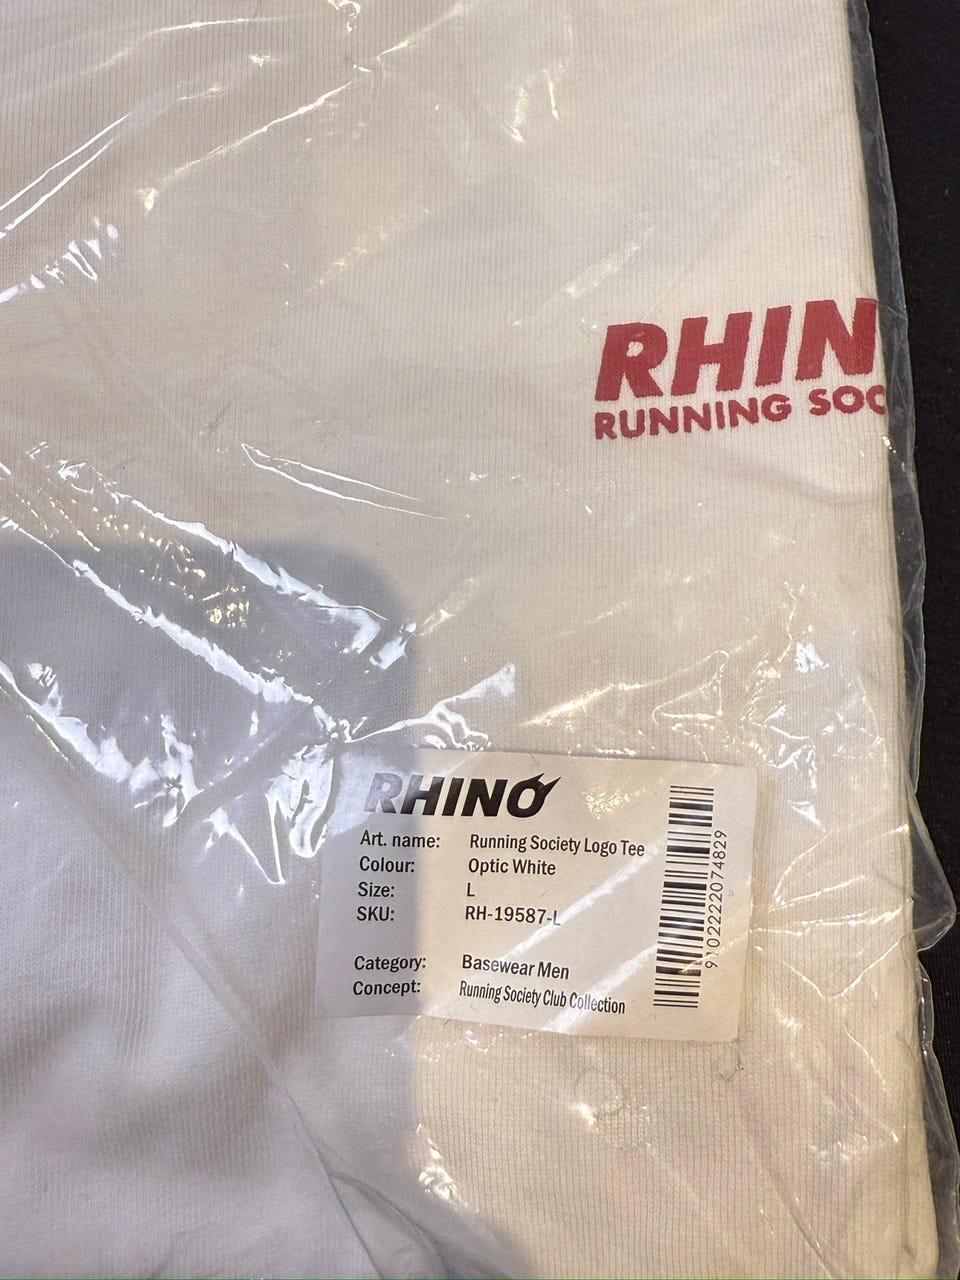 RHIN
RUNNING SOC
RHINO
Art. name: Running Society Logo Tee
Colour: Optic White
Size: L
SKU: RH-19587-L
Category: Basewear Men
Concept: Running Society Club Collection
9102222074829